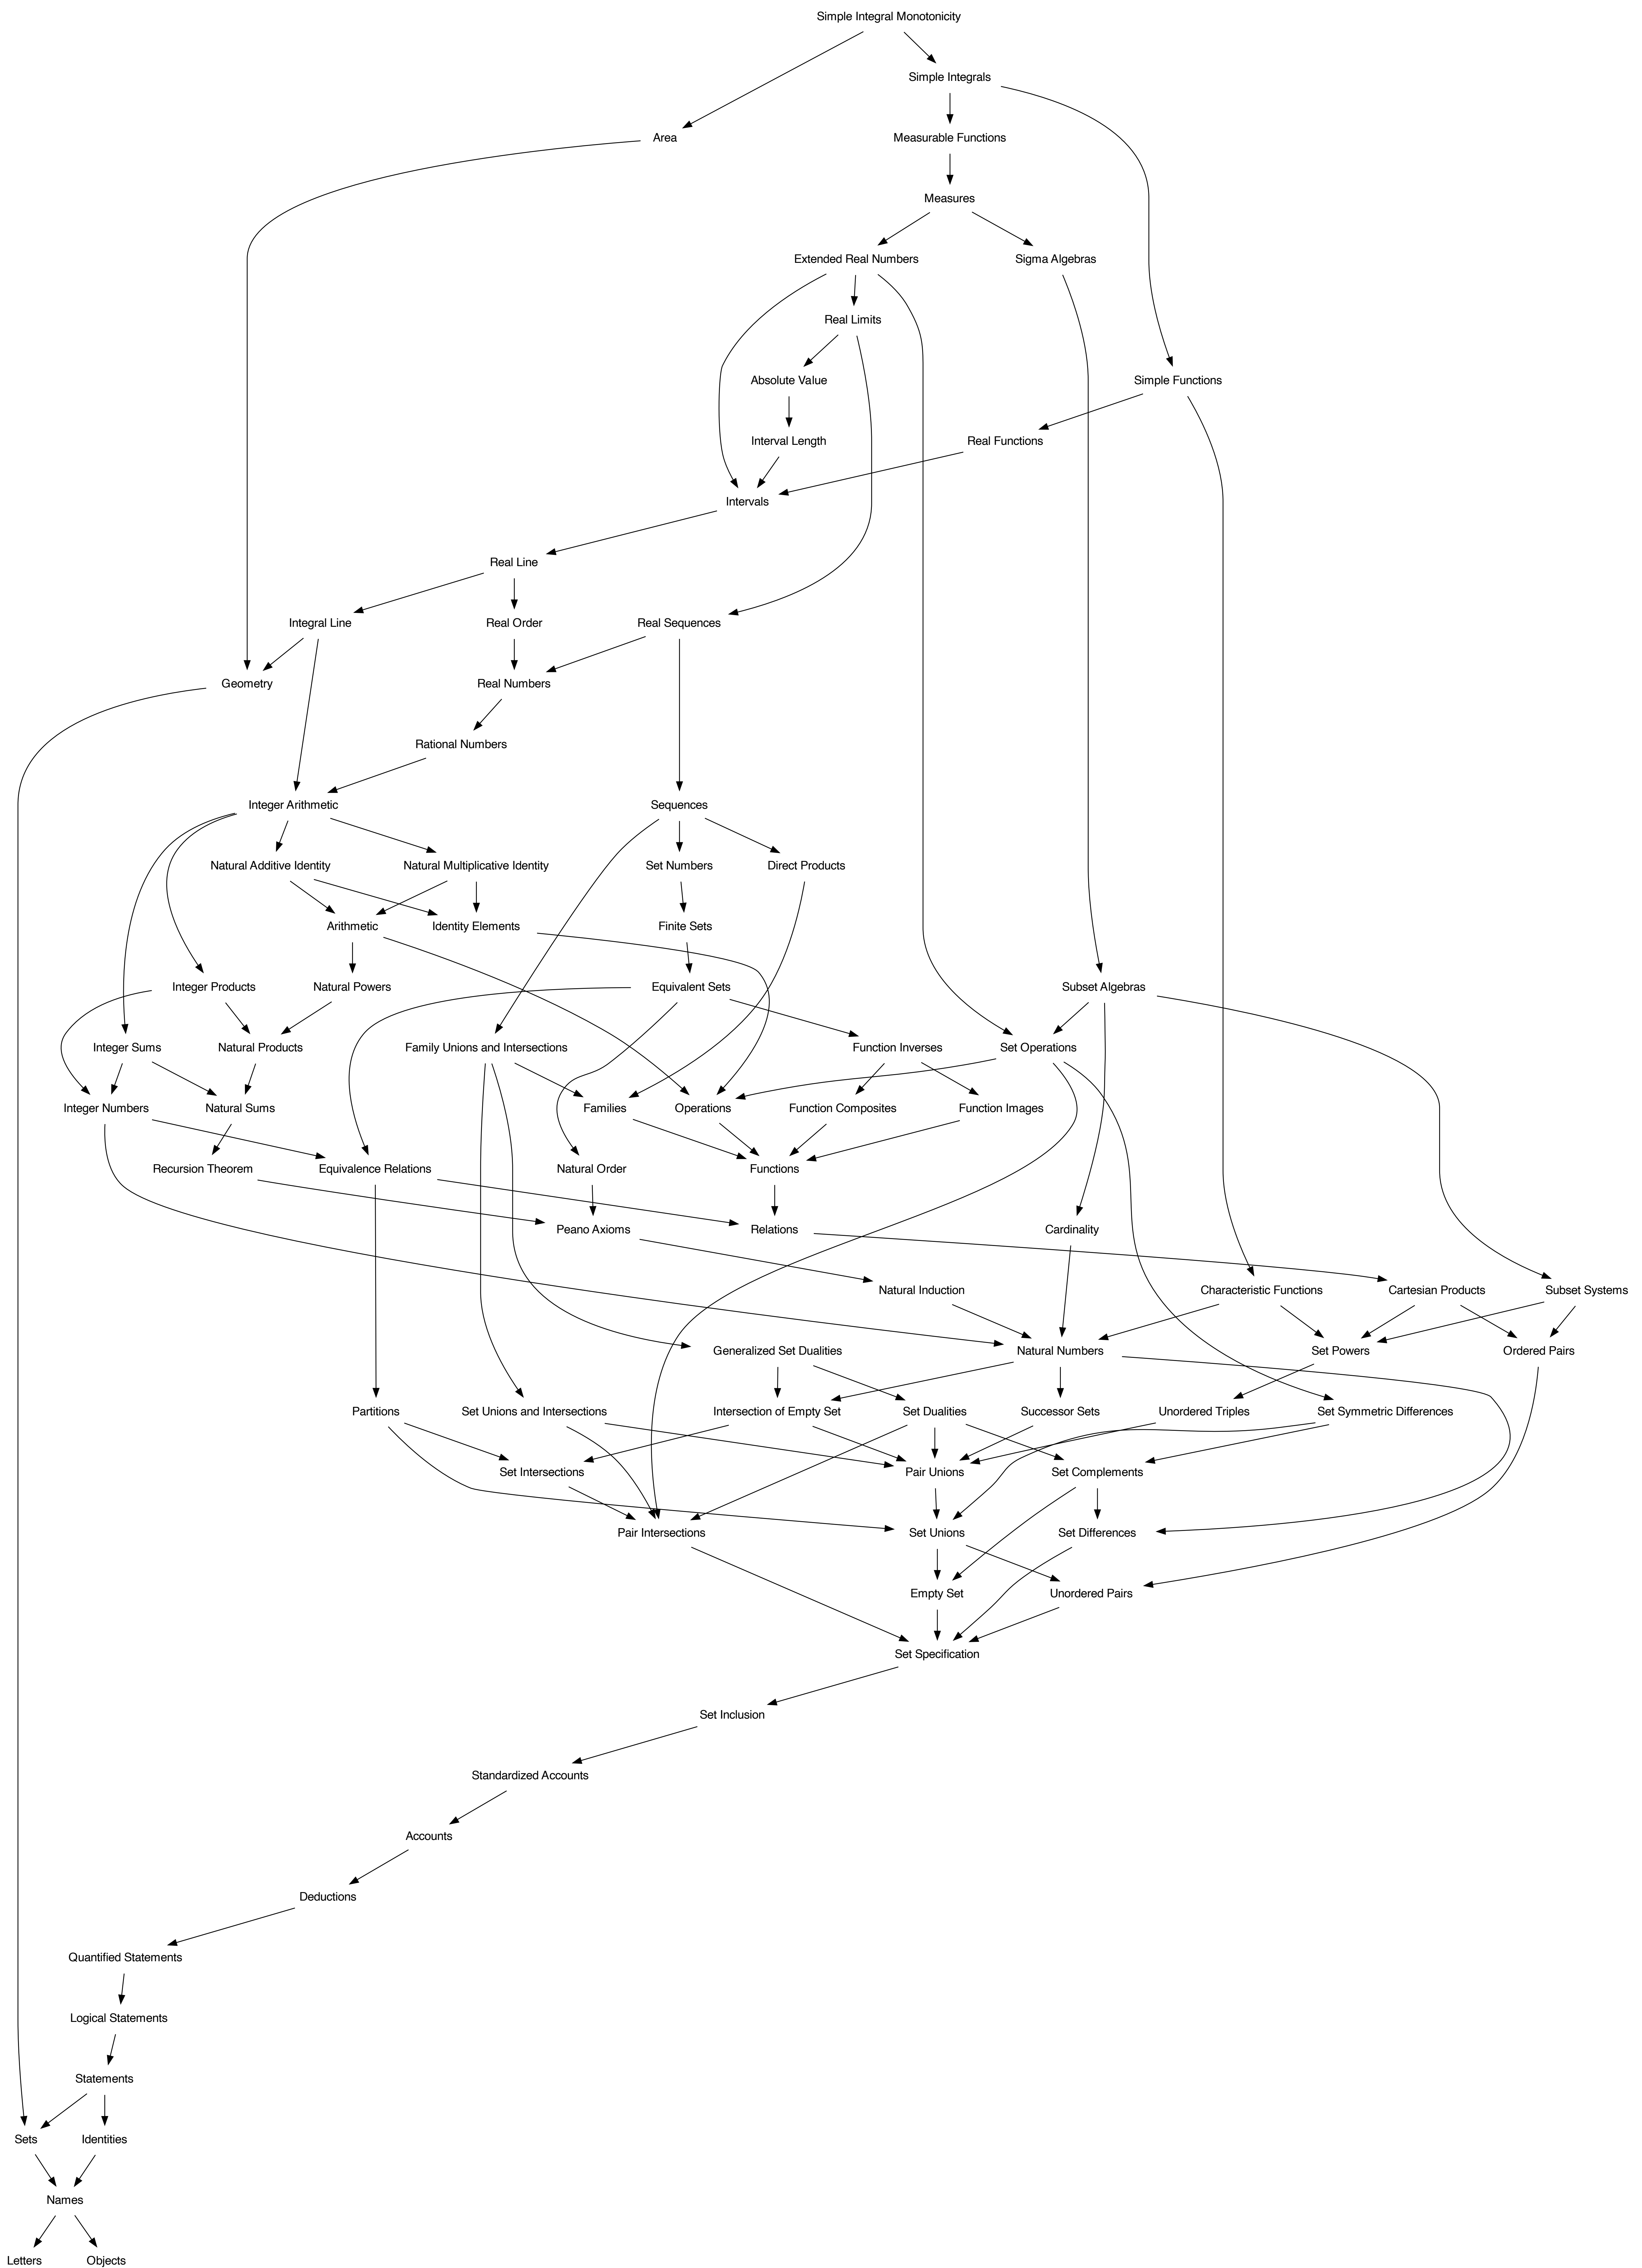 Simple Integral Monotonicity
Simple Integrals
Area
Measurable Functions
Measures
Extended Real Numbers
Sigma Algebras
Real Limits
Absolute Value
Simple Functions
Interval Length
Real Functions
Intervals
Real Line
Integral Line
Real Order
Real Sequences
Geometry
Real Numbers
Rational Numbers
Integer Arithmetic
Sequences
Natural Additive Identity
Natural Multiplicative Identity
Set Numbers
Direct Products
Arithmetic
Identity Elements
Finite Sets
Integer Products
Natural Powers
Equivalent Sets
Subset Algebras
Integer Sums
Natural Products
Family Unions and Intersections
Function Inverses
Set Operations
Integer Numbers
Natural Sums
Families
Operations
Function Composites
Function Images
Recursion Theorem
Equivalence Relations
Natural Order
Functions
Peano Axioms
Relations
Cardinality
Natural Induction
Characteristic Functions
Cartesian Products
Subset Systems
Generalized Set Dualities
Natural Numbers
Set Powers
Ordered Pairs
Partitions
Set Unions and Intersections
Intersection of Empty Set
Set Dualities
Successor Sets
Unordered Triples
Set Symmetric Differences
Set Intersections
Pair Unions
Set Complements
Pair Intersections
Set Unions
Set Differences
Empty Set
Unordered Pairs
Set Specification
Set Inclusion
Standardized Accounts
Accounts
Deductions
Quantified Statements
Logical Statements
Statements
Sets
Identities
Names
Letters
Objects